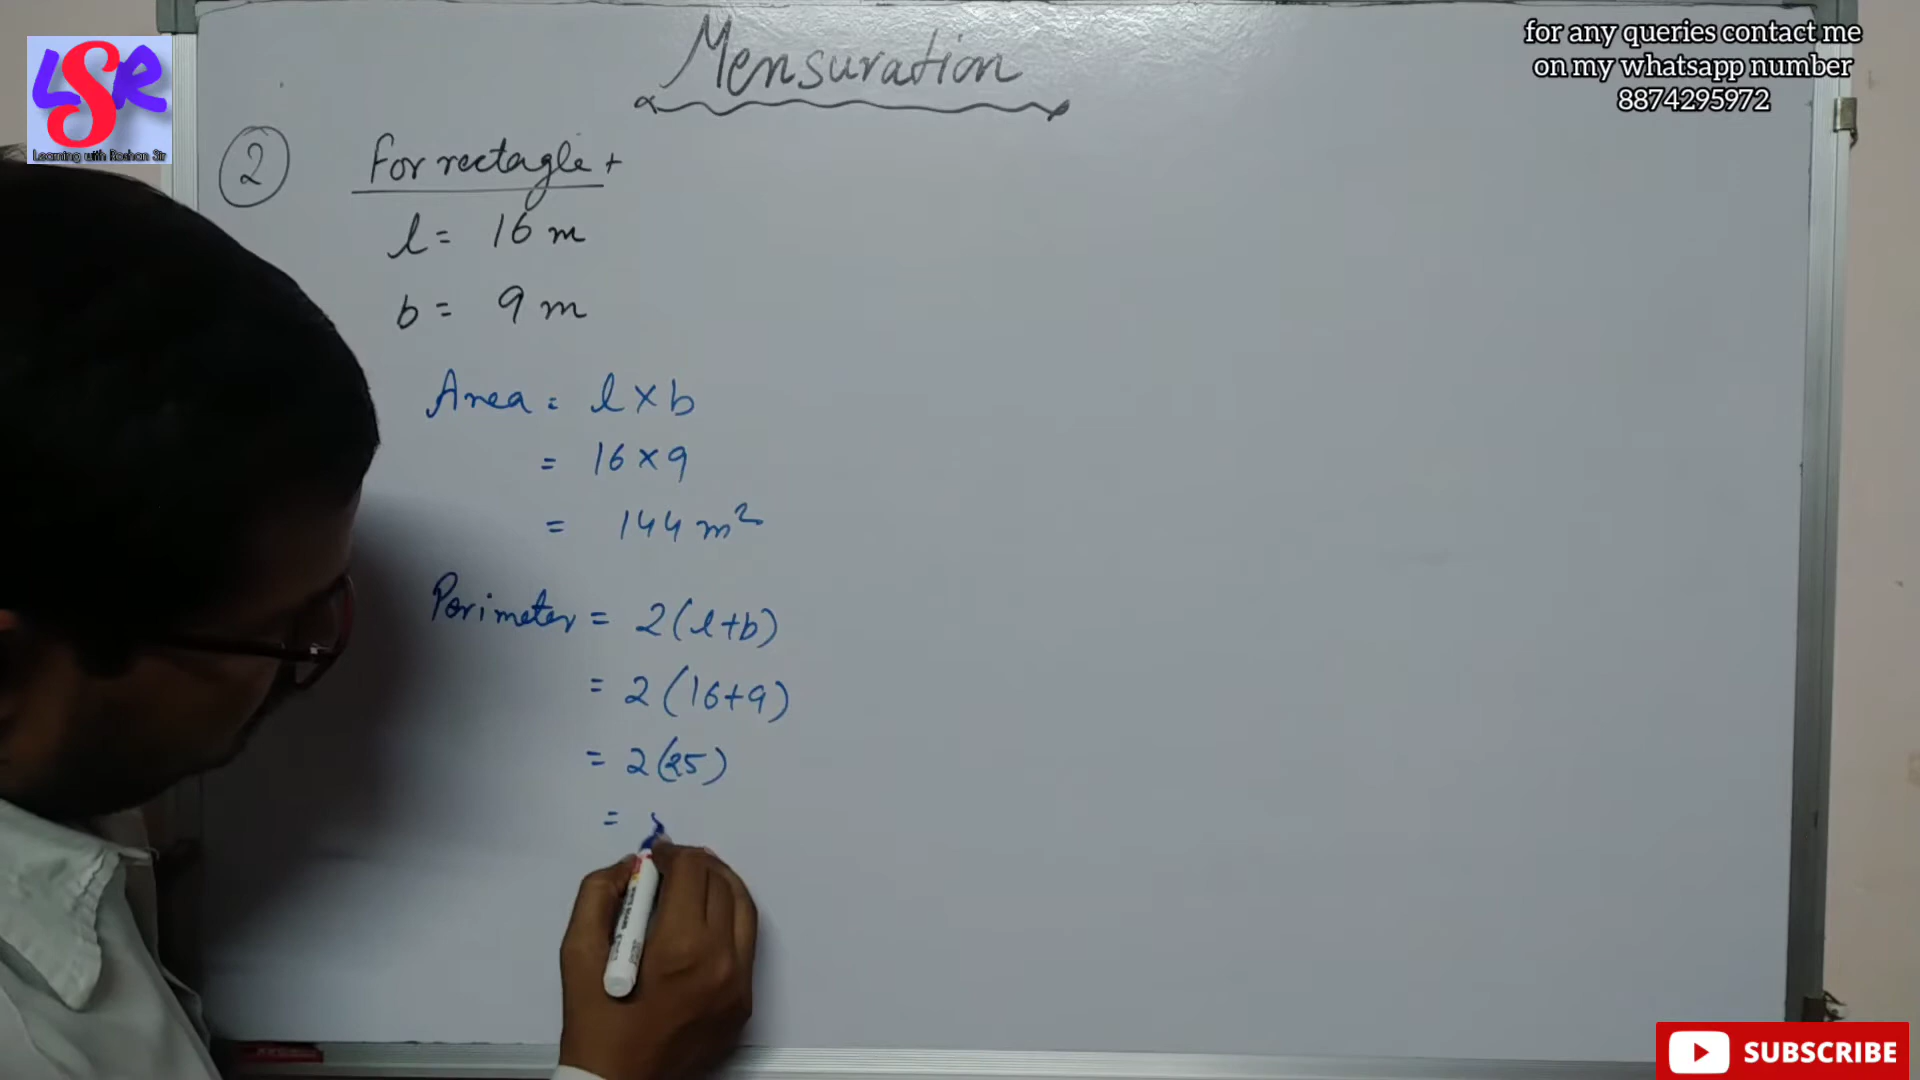 LSR
Learning with Roshan Sir
for any queries contact me
on my whatsapp number
8874295972
Mensuration
2 For rectagle +
l = 16 m
b = 9 m
Area = l × b
= 16 × 9
= 144 m²
Perimeter = 2(l+b)
= 2(16+9)
= 2(25)
=
SUBSCRIBE